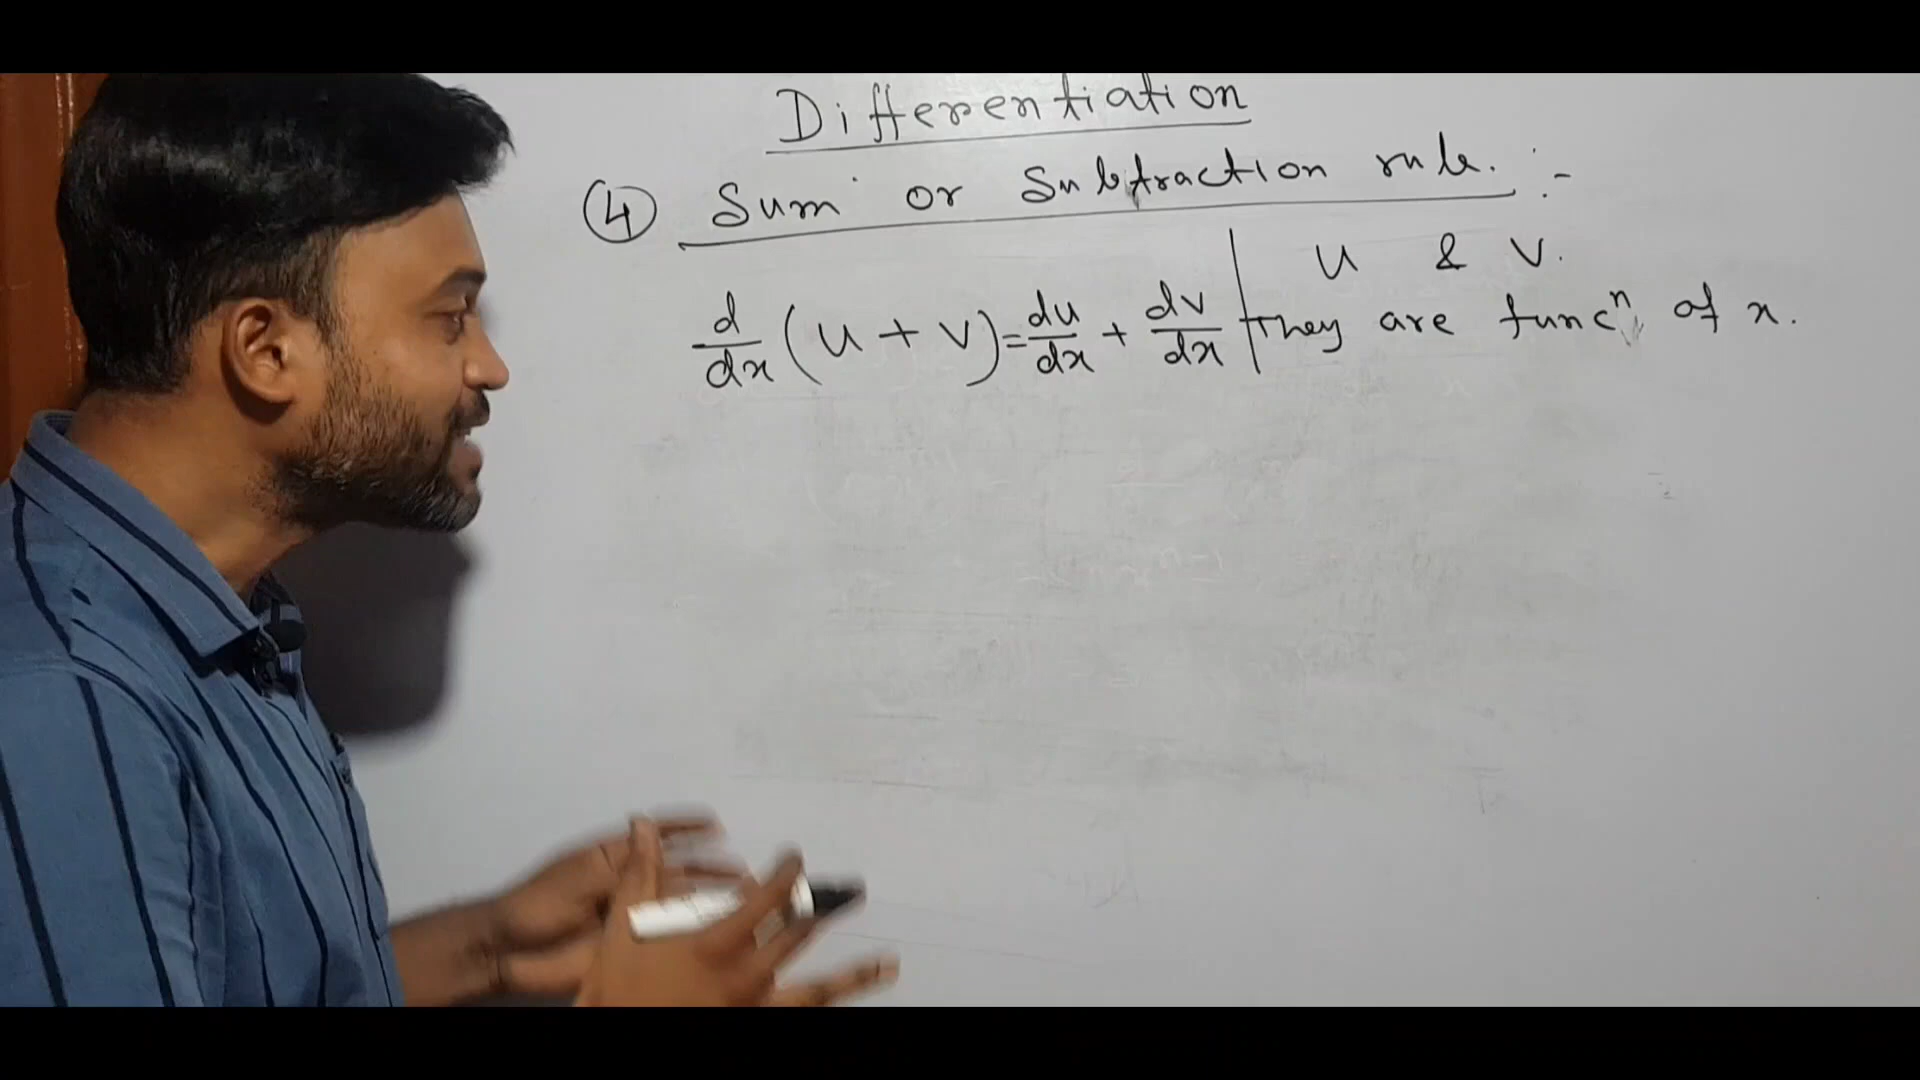 Differentiation
④ Sum or Subtraction rule. :-
U & V.
d/dx (U + V) = du/dx + dv/dx | They are funcⁿ of x.